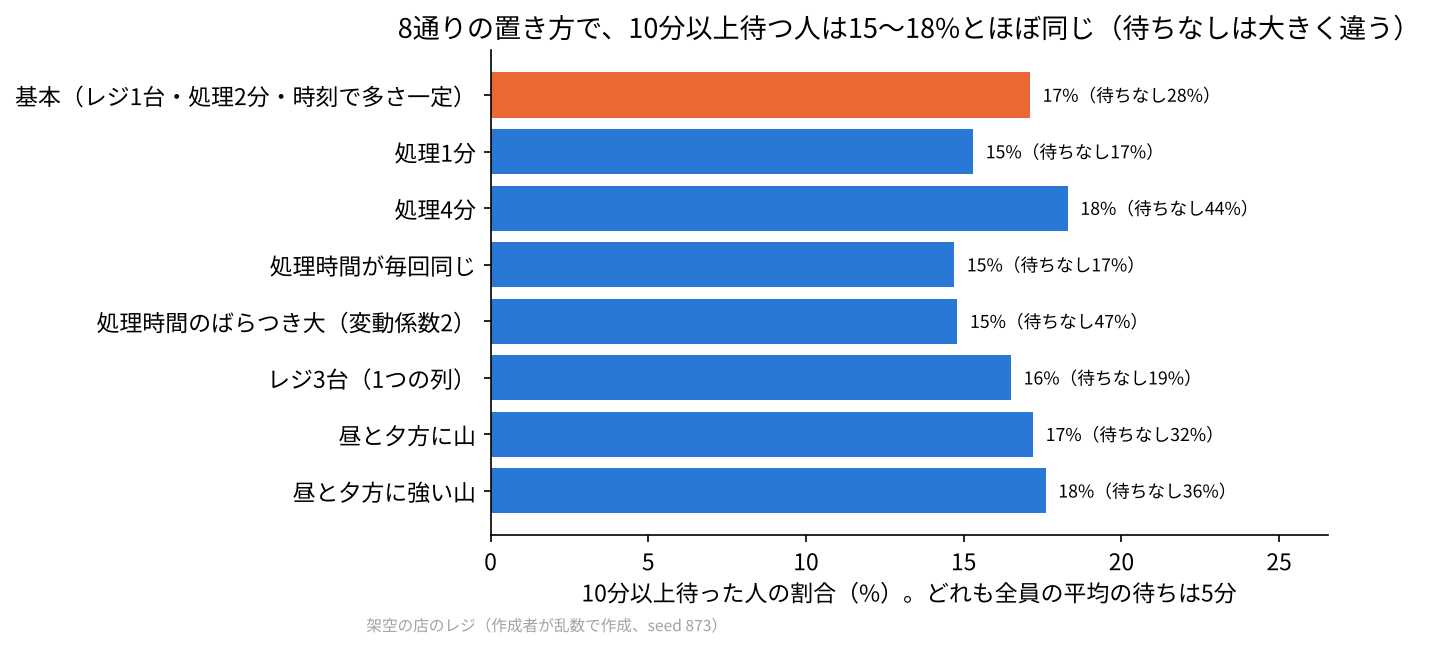 8通りの置き方で、10分以上待つ人は15〜18%とほぼ同じ（待ちなしは大きく違う）
基本（レジ1台・処理2分・時刻で多さ一定） 17%（待ちなし28%）
処理1分 15%（待ちなし17%）
処理4分 18%（待ちなし44%）
処理時間が毎回同じ 15%（待ちなし17%）
処理時間のばらつき大（変動係数2） 15%（待ちなし47%）
レジ3台（1つの列） 16%（待ちなし19%）
昼と夕方に山 17%（待ちなし32%）
昼と夕方に強い山 18%（待ちなし36%）
0 5 10 15 20 25
10分以上待った人の割合（%）。どれも全員の平均の待ちは5分
架空の店のレジ（作成者が乱数で作成、seed 873）